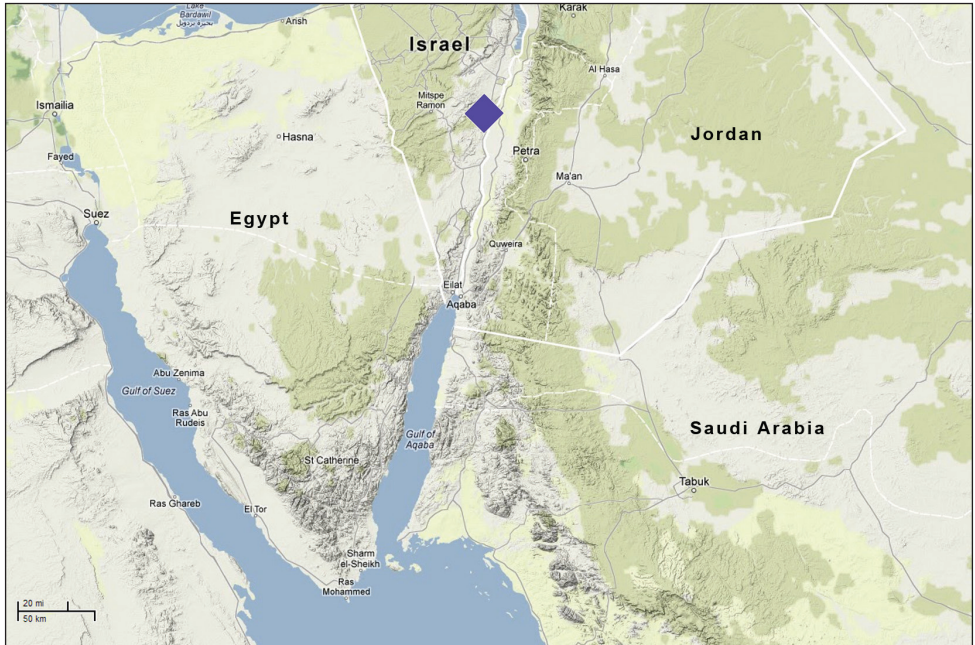 Lake
Bardawil
بحيرة بردويل
Arish
Karak
Israel
Al Hasa
Mitspe
Ramon
Ismailia
Hasna
Jordan
Fayed
Petra
Ma'an
Suez
Egypt
Quweira
Eilat
Aqaba
Abu Zenima
Gulf of Suez
Ras Abu
Rudeis
Gulf of
Aqaba
Saudi Arabia
St Catherine
Tabuk
Ras Ghareb
El Tor
Sharm
el-Sheikh
Ras
Mohammed
20 mi
50 km